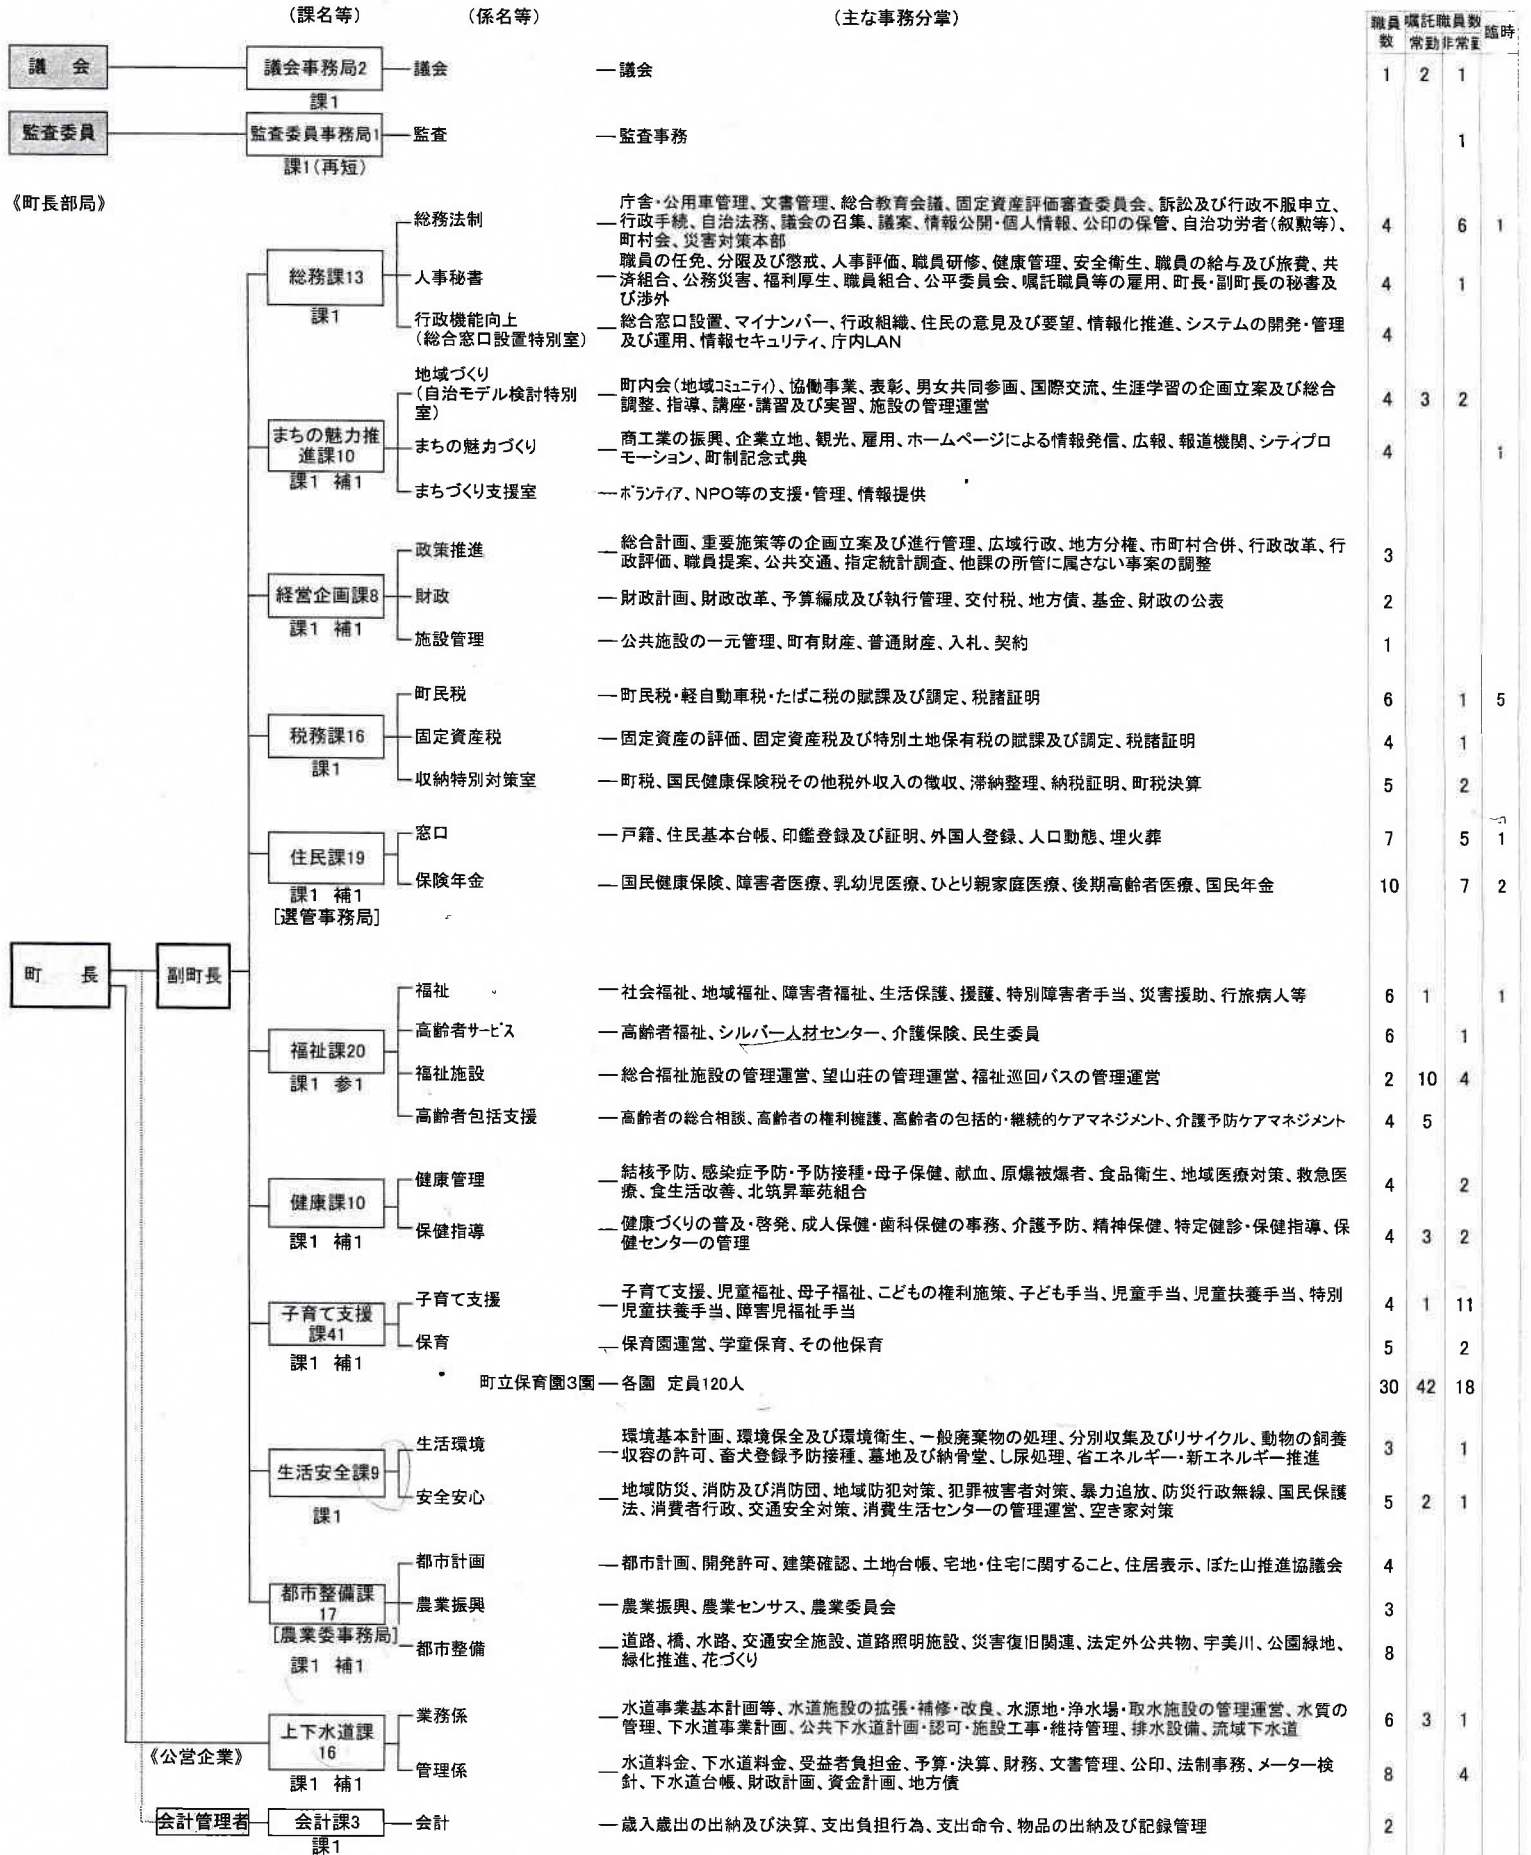 (課名等) (係名等) (主な事務分掌) 職員数 嘱託職員数 常勤 非常勤 臨時
議 会 議会事務局2 議会 議会 1 2 1
課1
監査委員 監査委員事務局1 監査 監査事務 1
課1(再短)
《町長部局》
庁舎・公用車管理、文書管理、総合教育会議、固定資産評価審査委員会、訴訟及び行政不服申立、
総務法制 行政手続、自治法務、議会の召集、議案、情報公開・個人情報、公印の保管、自治功労者(叙勲等)、 4 6 1
町村会、災害対策本部
職員の任免、分限及び懲戒、人事評価、職員研修、健康管理、安全衛生、職員の給与及び旅費、共
総務課13 人事秘書 済組合、公務災害、福利厚生、職員組合、公平委員会、嘱託職員等の雇用、町長・副町長の秘書及 4 1
課1 び渉外
行政機能向上 総合窓口設置、マイナンバー、行政組織、住民の意見及び要望、情報化推進、システムの開発・管理
(総合窓口設置特別室) 及び運用、情報セキュリティ、庁内LAN 4
地域づくり
(自治モデル検討特別 町内会(地域コミュニティ)、協働事業、表彰、男女共同参画、国際交流、生涯学習の企画立案及び総合
室) 調整、指導、講座・講習及び実習、施設の管理運営 4 3 2
まちの魅力推
進課10
まちの魅力づくり 商工業の振興、企業立地、観光、雇用、ホームページによる情報発信、広報、報道機関、シティプロ
モーション、町制記念式典 4 1
課1 補1
まちづくり支援室 ボランティア、NPO等の支援・管理、情報提供
政策推進 総合計画、重要施策等の企画立案及び進行管理、広域行政、地方分権、市町村合併、行政改革、行
政評価、職員提案、公共交通、指定統計調査、他課の所管に属さない事案の調整 3
経営企画課8 財政 財政計画、財政改革、予算編成及び執行管理、交付税、地方債、基金、財政の公表 2
課1 補1
施設管理 公共施設の一元管理、町有財産、普通財産、入札、契約 1
町民税 町民税・軽自動車税・たばこ税の賦課及び調定、税諸証明 6 1 5
税務課16 固定資産税 固定資産の評価、固定資産税及び特別土地保有税の賦課及び調定、税諸証明 4 1
課1
収納特別対策室 町税、国民健康保険税その他税外収入の徴収、滞納整理、納税証明、町税決算 5 2
窓口 戸籍、住民基本台帳、印鑑登録及び証明、外国人登録、人口動態、埋火葬 7 5 1
住民課19
保険年金 国民健康保険、障害者医療、乳幼児医療、ひとり親家庭医療、後期高齢者医療、国民年金 10 7 2
課1 補1
[選管事務局]
町 長 副町長
福祉 社会福祉、地域福祉、障害者福祉、生活保護、援護、特別障害者手当、災害援助、行旅病人等 6 1 1
高齢者サービス 高齢者福祉、シルバー人材センター、介護保険、民生委員 6 1
福祉課20
課1 参1
福祉施設 総合福祉施設の管理運営、望山荘の管理運営、福祉巡回バスの管理運営 2 10 4
高齢者包括支援 高齢者の総合相談、高齢者の権利擁護、高齢者の包括的・継続的ケアマネジメント、介護予防ケアマネジメント 4 5
健康管理 結核予防、感染症予防・予防接種・母子保健、献血、原爆被爆者、食品衛生、地域医療対策、救急医
療、食生活改善、北筑昇華苑組合 4 2
健康課10
課1 補1
保健指導 健康づくりの普及・啓発、成人保健・歯科保健の事務、介護予防、精神保健、特定健診・保健指導、保
健センターの管理 4 3 2
子育て支援 子育て支援、児童福祉、母子福祉、こどもの権利施策、子ども手当、児童手当、児童扶養手当、特別
児童扶養手当、障害児福祉手当 4 1 11
子育て支援
課41
保育 保育園運営、学童保育、その他保育 5 2
課1 補1
町立保育園3園 各園 定員120人 30 42 18
生活環境 環境基本計画、環境保全及び環境衛生、一般廃棄物の処理、分別収集及びリサイクル、動物の飼養
収容の許可、畜犬登録予防接種、墓地及び納骨堂、し尿処理、省エネルギー・新エネルギー推進 3 1
生活安全課9
安全安心 地域防災、消防及び消防団、地域防犯対策、犯罪被害者対策、暴力追放、防災行政無線、国民保護
法、消費者行政、交通安全対策、消費生活センターの管理運営、空き家対策 5 2 1
課1
都市計画 都市計画、開発許可、建築確認、土地台帳、宅地・住宅に関すること、住居表示、ぼた山推進協議会 4
都市整備課
17
農業振興 農業振興、農業センサス、農業委員会 3
[農業委事務局]
都市整備 道路、橋、水路、交通安全施設、道路照明施設、災害復旧関連、法定外公共物、宇美川、公園緑地、
緑化推進、花づくり 8
課1 補1
業務係 水道事業基本計画等、水道施設の拡張・補修・改良、水源地・浄水場・取水施設の管理運営、水質の
管理、下水道事業計画、公共下水道計画・認可・施設工事・維持管理、排水設備、流域下水道 6 3 1
上下水道課
16
《公営企業》
管理係 水道料金、下水道料金、受益者負担金、予算・決算、財務、文書管理、公印、法制事務、メーター検
針、下水道台帳、財政計画、資金計画、地方債 8 4
課1 補1
会計管理者 会計課3 会計 歳入歳出の出納及び決算、支出負担行為、支出命令、物品の出納及び記録管理 2
課1